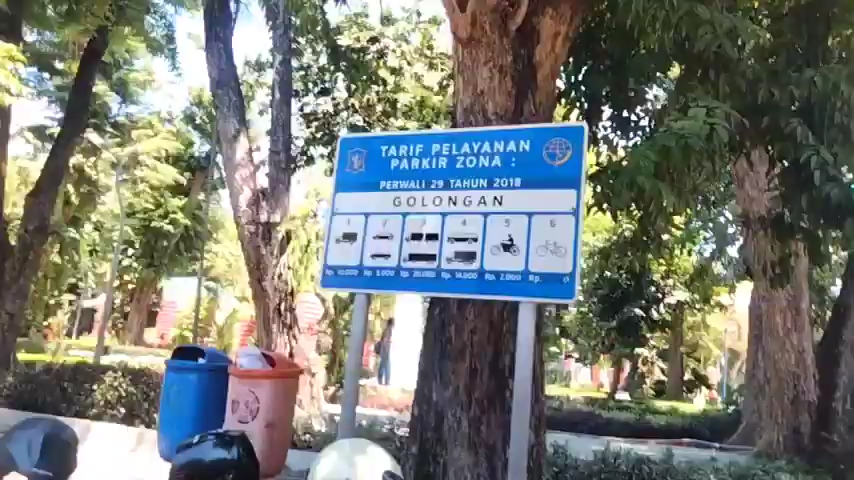 TARIF PELAYANAN
PARKIR ZONA :
PERWALI 29 TAHUN 2018
GOLONGAN
1 2 3 4 5 6
Rp. 10.000 Rp. 5.000 Rp. 20.000 Rp. 14.000 Rp. 2.000 Rp. 0